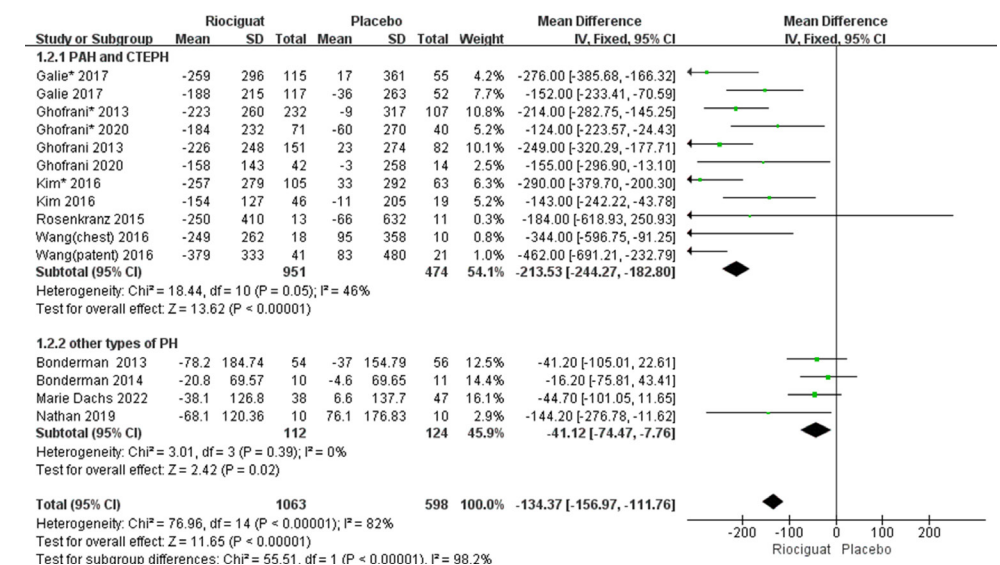 Riociguat Placebo Mean Difference Mean Difference
Study or Subgroup Mean SD Total Mean SD Total Weight IV, Fixed, 95% CI IV, Fixed, 95% CI
1.2.1 PAH and CTEPH
Galie* 2017 -259 296 115 17 361 55 4.2% -276.00 [-385.68, -166.32]
Galie 2017 -188 215 117 -36 263 52 7.7% -152.00 [-233.41, -70.59]
Ghofrani* 2013 -223 260 232 -9 317 107 10.8% -214.00 [-282.75, -145.25]
Ghofrani* 2020 -184 232 71 -60 270 40 5.2% -124.00 [-223.57, -24.43]
Ghofrani 2013 -226 248 151 23 274 82 10.1% -249.00 [-320.29, -177.71]
Ghofrani 2020 -158 143 42 -3 258 14 2.5% -155.00 [-296.90, -13.10]
Kim* 2016 -257 279 105 33 292 63 6.3% -290.00 [-379.70, -200.30]
Kim 2016 -154 127 46 -11 205 19 5.2% -143.00 [-242.22, -43.78]
Rosenkranz 2015 -250 410 13 -66 632 11 0.3% -184.00 [-618.93, 250.93]
Wang(chest) 2016 -249 262 18 95 358 10 0.8% -344.00 [-596.75, -91.25]
Wang(patent) 2016 -379 333 41 83 480 21 1.0% -462.00 [-691.21, -232.79]
Subtotal (95% CI) 951 474 54.1% -213.53 [-244.27, -182.80]
Heterogeneity: Chi² = 18.44, df = 10 (P = 0.05); I² = 46%
Test for overall effect: Z = 13.62 (P < 0.00001)
1.2.2 other types of PH
Bonderman 2013 -78.2 184.74 54 -37 154.79 56 12.5% -41.20 [-105.01, 22.61]
Bonderman 2014 -20.8 69.57 10 -4.6 69.65 11 14.4% -16.20 [-75.81, 43.41]
Marie Dachs 2022 -38.1 126.8 38 6.6 137.7 47 16.1% -44.70 [-101.05, 11.65]
Nathan 2019 -68.1 120.36 10 76.1 176.83 10 2.9% -144.20 [-276.78, -11.62]
Subtotal (95% CI) 112 124 45.9% -41.12 [-74.47, -7.76]
Heterogeneity: Chi² = 3.01, df = 3 (P = 0.39); I² = 0%
Test for overall effect: Z = 2.42 (P = 0.02)
Total (95% CI) 1063 598 100.0% -134.37 [-156.97, -111.76]
Heterogeneity: Chi² = 76.96, df = 14 (P < 0.00001); I² = 82%
Test for overall effect: Z = 11.65 (P < 0.00001)
Test for subgroup differences: Chi² = 55.51, df = 1 (P < 0.00001), I² = 98.2%
-200 -100 0 100 200
Riociguat Placebo